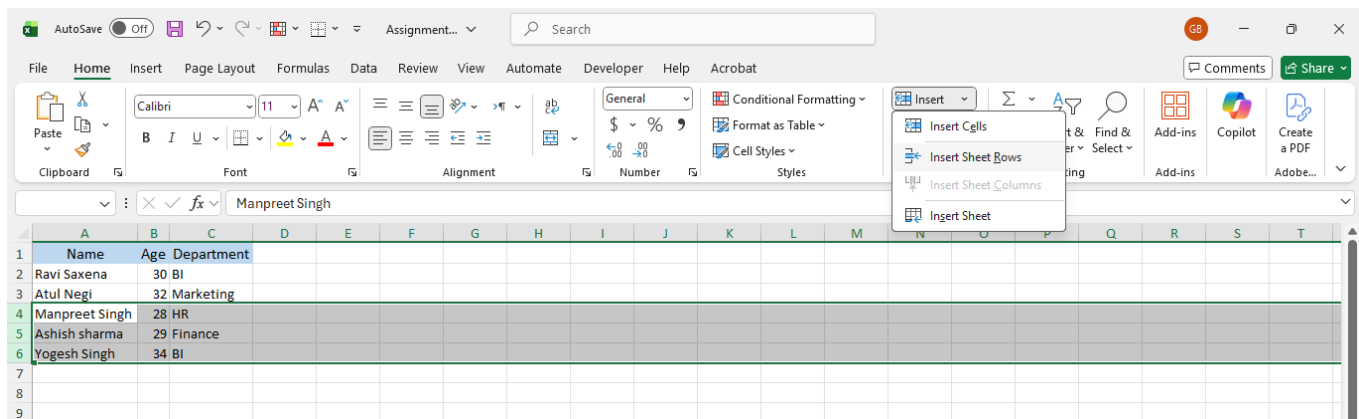 AutoSave Off Assignment... Search GB
File Home Insert Page Layout Formulas Data Review View Automate Developer Help Acrobat Comments Share
Calibri 11 A^ A˅ ab General Conditional Formatting Insert Σ
Paste B I U A $ % 9 Format as Table Find & Add-ins Copilot Create
.00 .00 Cell Styles Select a PDF
Clipboard Font Alignment Number Styles Add-ins Adobe...
Insert Cells
Insert Sheet Rows
Insert Sheet Columns
Insert Sheet
fx Manpreet Singh
A B C D E F G H I J K L M N O P Q R S T
1 Name Age Department
2 Ravi Saxena 30 BI
3 Atul Negi 32 Marketing
4 Manpreet Singh 28 HR
5 Ashish sharma 29 Finance
6 Yogesh Singh 34 BI
7
8
9